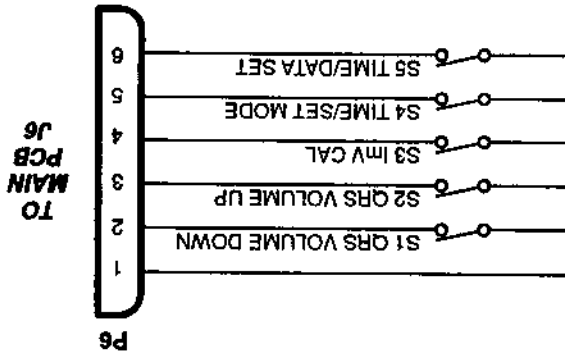 P6
1
S1 QRS VOLUME DOWN 2
S2 QRS VOLUME UP 3
S3 ImV CAL 4
S4 TIME/SET MODE 5
S5 TIME/DATA SET 6
TO
MAIN
PCB
J6